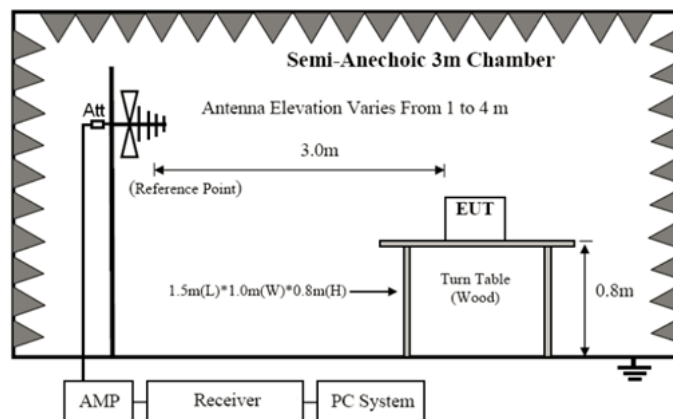 Semi-Anechoic 3m Chamber
Att
Antenna Elevation Varies From 1 to 4 m
3.0m
(Reference Point)
EUT
1.5m(L)*1.0m(W)*0.8m(H)
Turn Table
(Wood)
0.8m
AMP
Receiver
PC System